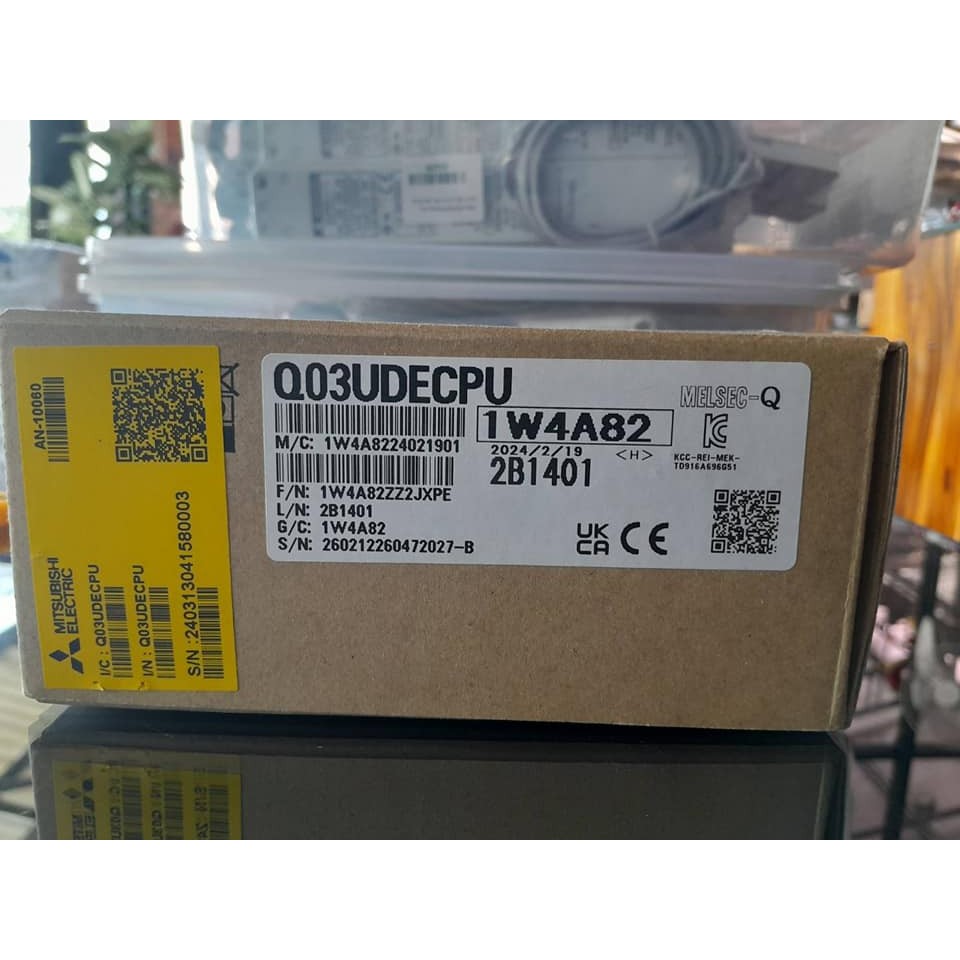 AN-10060
MITSUBISHI
ELECTRIC
I/C : Q03UDECPU
I/N : Q03UDECPU
S/N :240313041580003
Q03UDECPU
MELSEC-Q
M/C: 1W4A8224021901
1W4A82
2024/2/19 <H>
2B1401
KCC-REI-MEK-
TD916A696G51
F/N: 1W4A82ZZ2JXPE
L/N: 2B1401
G/C: 1W4A82
S/N: 260212260472027-B
UK
CA
CE